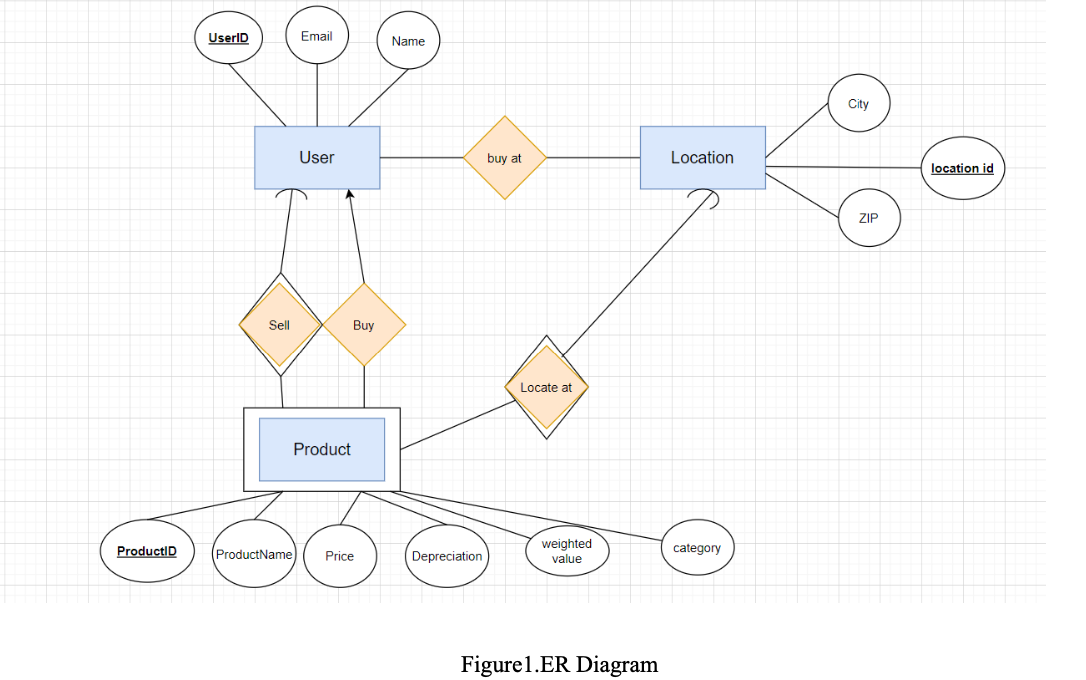 UserID
Email
Name
City
User
buy at
Location
location id
ZIP
Sell
Buy
Locate at
Product
ProductID
ProductName
Price
Depreciation
weighted
value
category
Figure1.ER Diagram